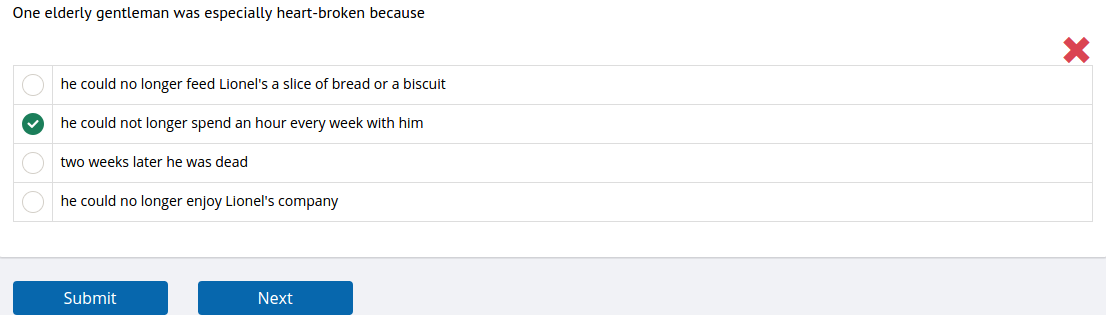 One elderly gentleman was especially heart-broken because
he could no longer feed Lionel's a slice of bread or a biscuit
he could not longer spend an hour every week with him
two weeks later he was dead
he could no longer enjoy Lionel's company
Submit
Next